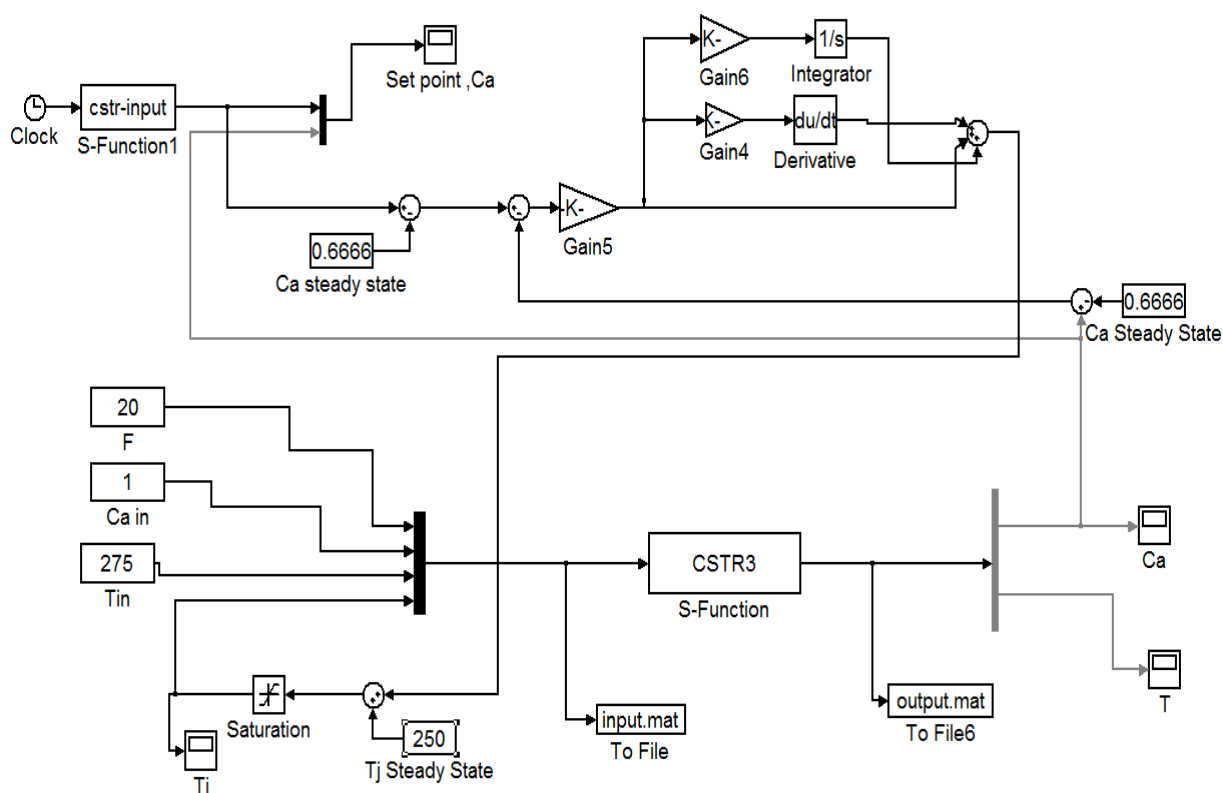 Clock
cstr-input
S-Function1
Set point ,Ca
K-
Gain6
1/s
Integrator
K-
Gain4
du/dt
Derivative
-K-
Gain5
0.6666
Ca steady state
0.6666
Ca Steady State
20
F
1
Ca in
275
Tin
CSTR3
S-Function
Ca
T
Saturation
250
Tj Steady State
Tj
input.mat
To File
output.mat
To File6